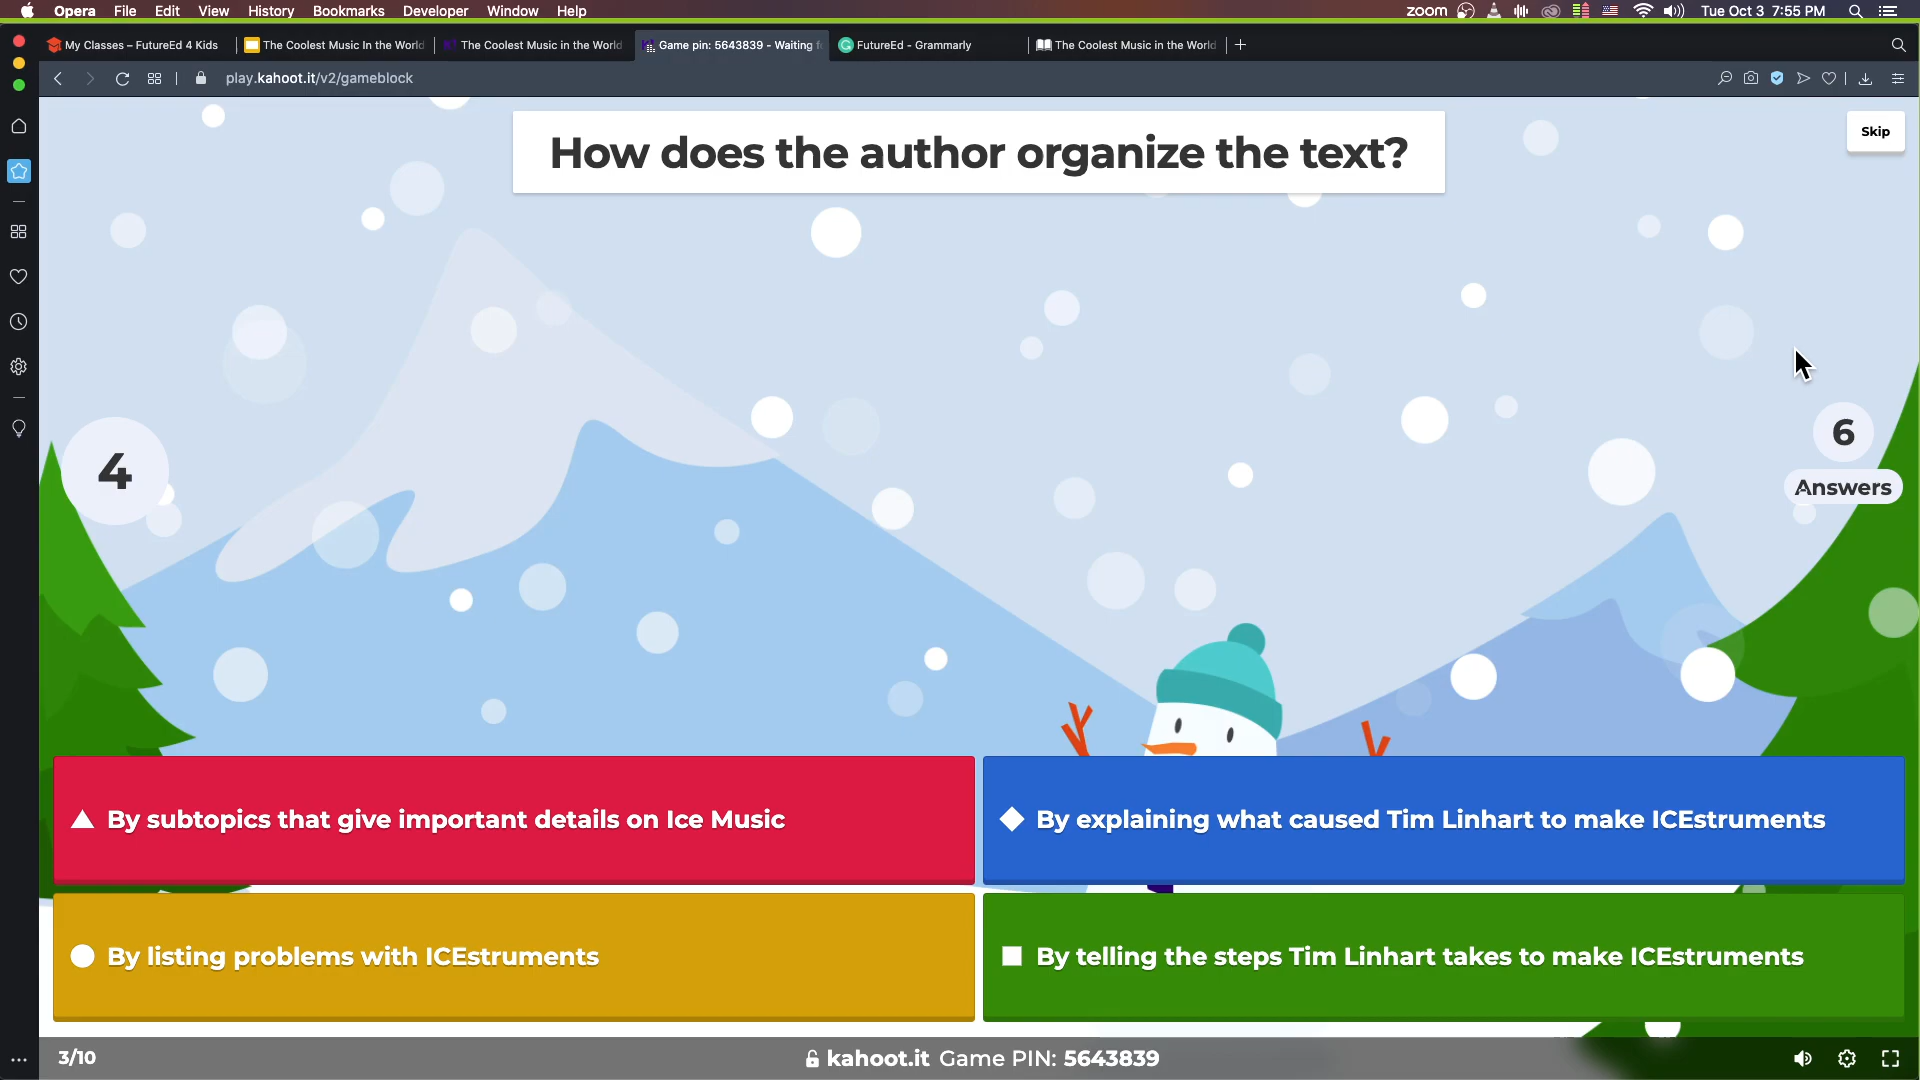 Opera File Edit View History Bookmarks Developer Window Help zoom Tue Oct 3 7:55 PM
My Classes – FutureEd 4 Kids The Coolest Music In the World The Coolest Music in the World Game pin: 5643839 - Waiting f FutureEd - Grammarly The Coolest Music in the World
play.kahoot.it/v2/gameblock
How does the author organize the text?
Skip
4
6
Answers
By subtopics that give important details on Ice Music
By explaining what caused Tim Linhart to make ICEstruments
By listing problems with ICEstruments
By telling the steps Tim Linhart takes to make ICEstruments
3/10 kahoot.it Game PIN: 5643839